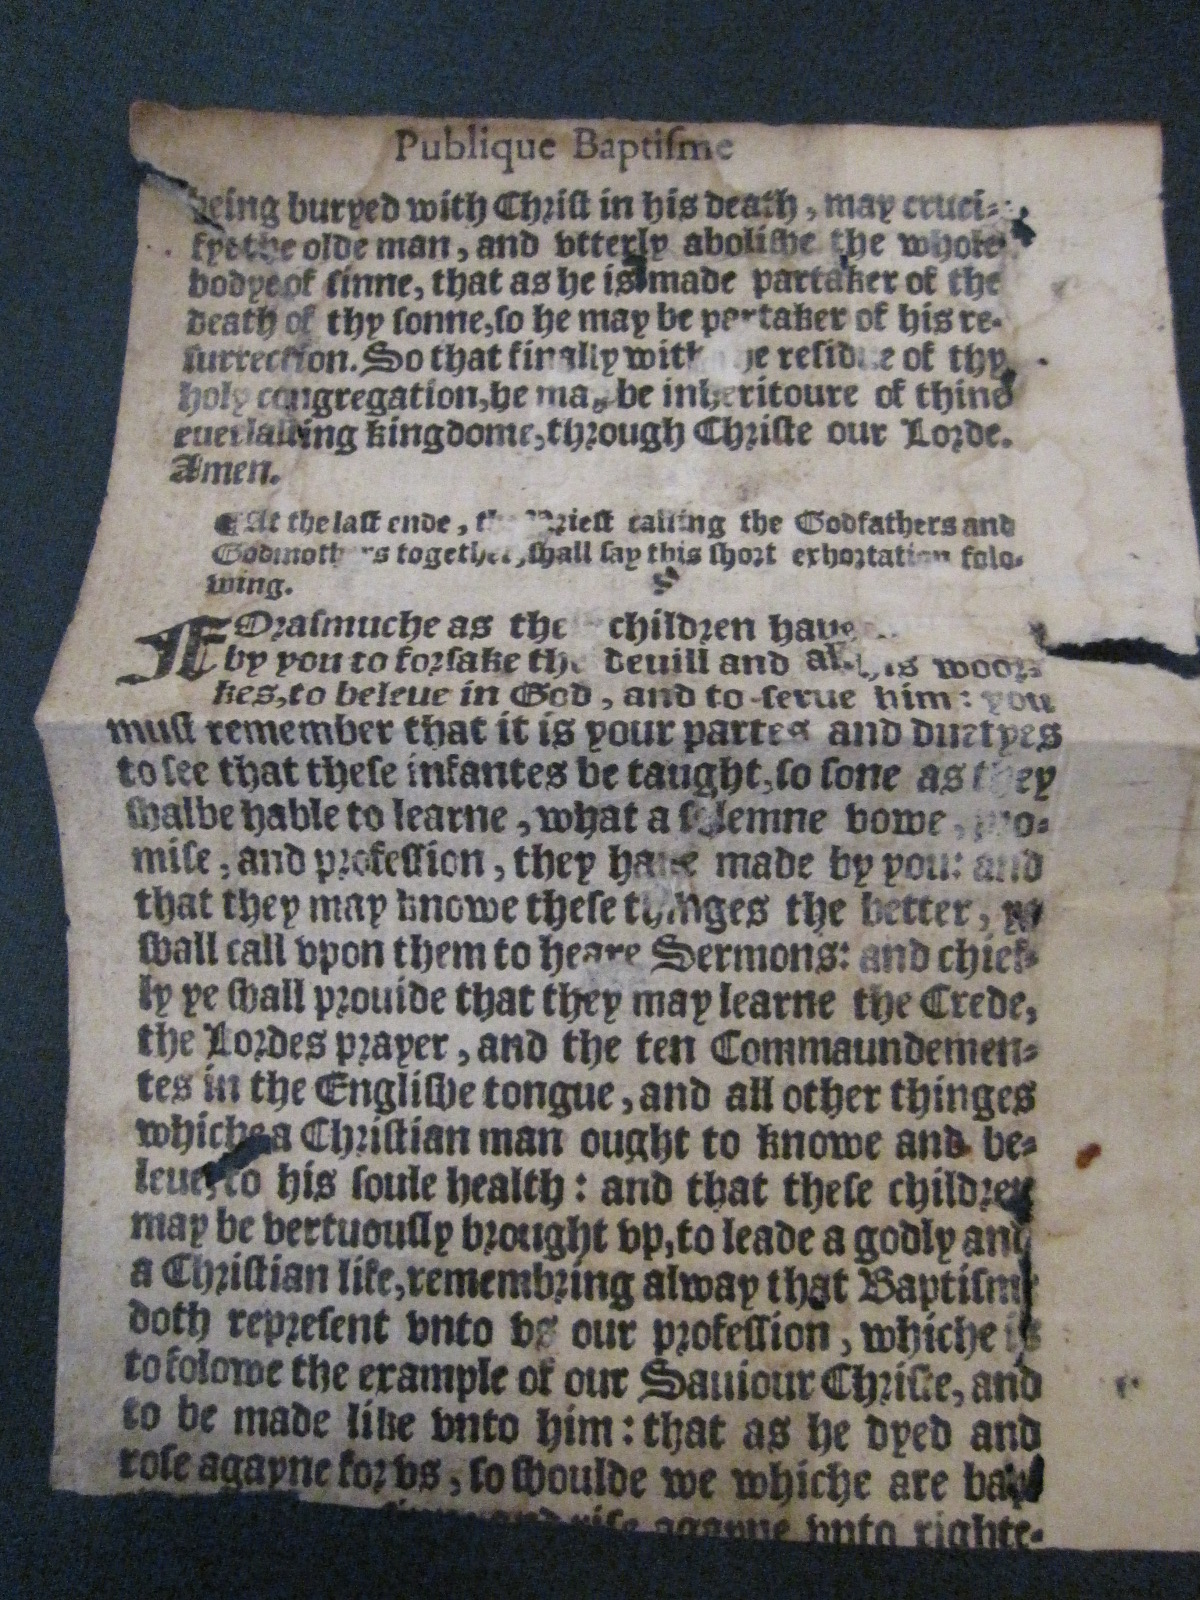 Publique Baptiſme
being buryed with Chriſt in his death, may cruci-
fye the olde man, and vtterly aboliſhe the whole
bodye of ſinne, that as he is made partaker of the
death of thy ſonne, ſo he may be partaker of his re-
ſurrection. So that finally with reſidue of thy
holy congregation, he may be inheritoure of thine
euerlaſting kingdome, through Chriſte our Lorde.
Amen.
¶ At the laſt ende, the Prieſt calling the Godfathers and
Godmothers together, ſhall ſay this ſhort exhortation folo-
wing.
FOraſmuche as the children haue
by you to forſake the deuill and all his woor-
kes, to beleue in God, and to ſerue him: you
muſt remember that it is your partes and duetyes
to ſee that theſe infantes be taught, ſo ſone as they
ſhalbe hable to learne, what a ſolemne vowe, pro-
miſe, and profeſſion, they haue made by you: and
that they may knowe theſe thinges the better, ye
ſhall call vpon them to heare Sermons: and chief-
ly ye ſhall prouide that they may learne the Crede,
the Lordes prayer, and the ten Commaundemen-
tes in the Engliſhe tongue, and all other thinges
whiche a Chriſtian man ought to knowe and be-
leue, to his ſoule health: and that theſe children
may be vertuouſly brought vp, to leade a godly and
a Chriſtian life, remembring alway that Baptiſme
doth repreſent vnto vs our profeſſion, whiche is
to folowe the example of our Sauiour Chriſte, and
to be made like vnto him: that as he dyed and
roſe agayne for vs, ſo ſhoulde we whiche are bap-
and riſe agayne vnto righte-